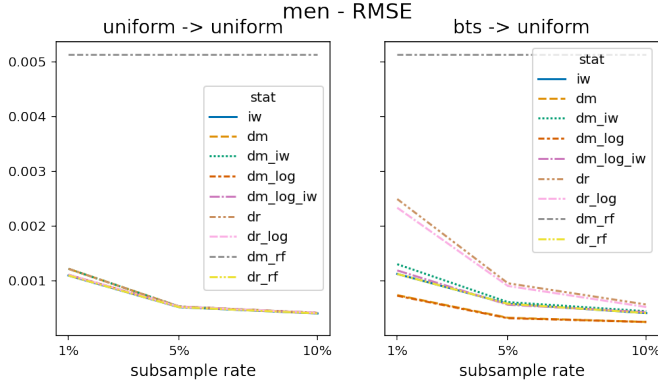 men - RMSE
uniform -> uniform
bts -> uniform
0.005
0.004
0.003
0.002
0.001
stat
iw
dm
dm_iw
dm_log
dm_log_iw
dr
dr_log
dm_rf
dr_rf
1%
5%
10%
subsample rate
stat
iw
dm
dm_iw
dm_log
dm_log_iw
dr
dr_log
dm_rf
dr_rf
1%
5%
10%
subsample rate